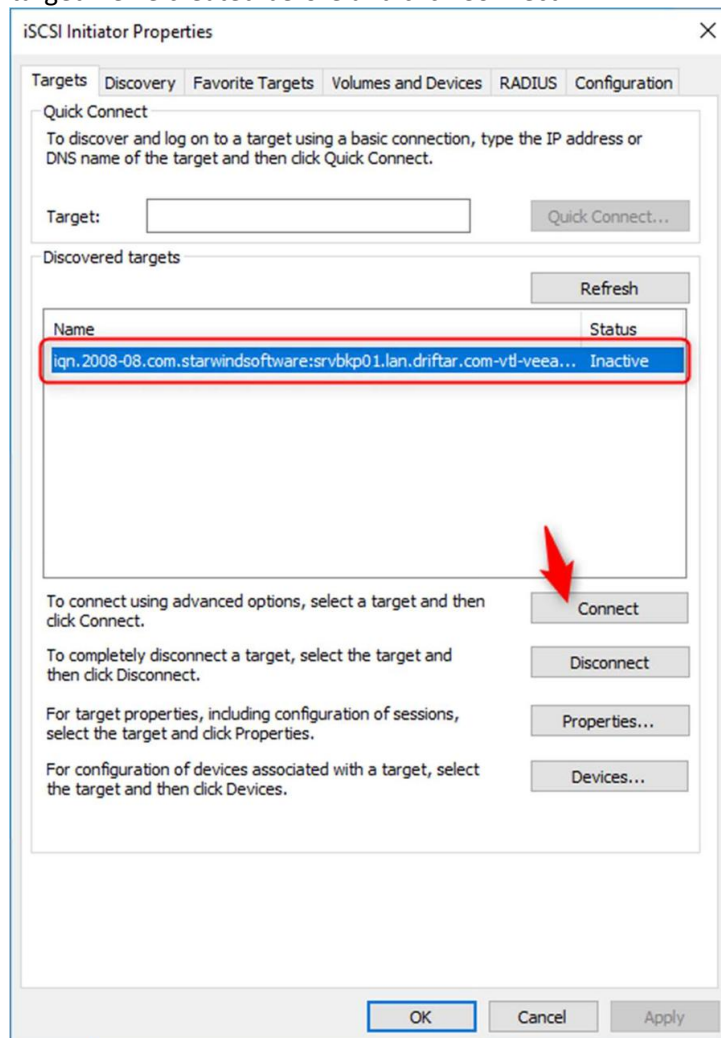 iSCSI Initiator Properties
Targets Discovery Favorite Targets Volumes and Devices RADIUS Configuration
Quick Connect
To discover and log on to a target using a basic connection, type the IP address or
DNS name of the target and then click Quick Connect.
Target:
Quick Connect...
Discovered targets
Refresh
Name Status
iqn.2008-08.com.starwindsoftware:srvbkp01.lan.driftar.com-vtl-veea... Inactive
To connect using advanced options, select a target and then
click Connect.
Connect
To completely disconnect a target, select the target and
then click Disconnect.
Disconnect
For target properties, including configuration of sessions,
select the target and click Properties.
Properties...
For configuration of devices associated with a target, select
the target and then click Devices.
Devices...
OK Cancel Apply